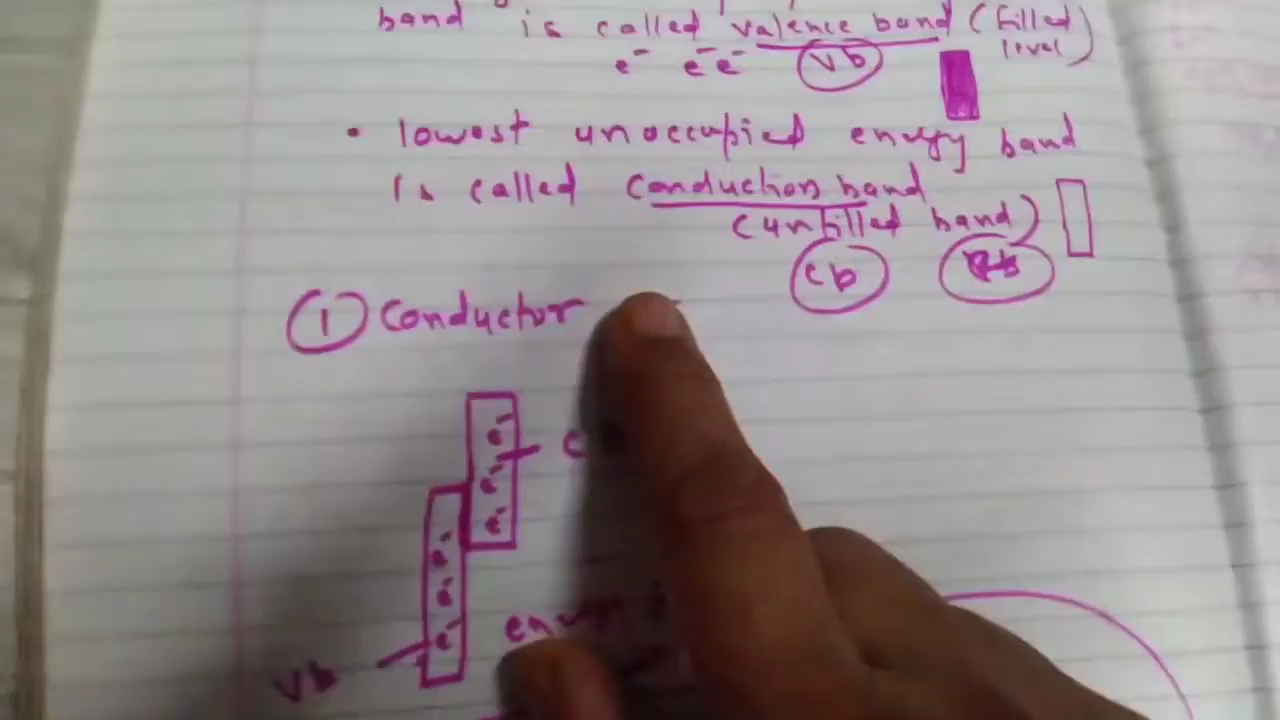 band is called valence band (filled level)
e⁻ e⁻ e⁻ vb
• lowest unoccupied energy band
is called conduction band
(unfilled band)
cb
① Conductor
e⁻
e⁻
e⁻
C
e⁻
e⁻
e⁻
Vb